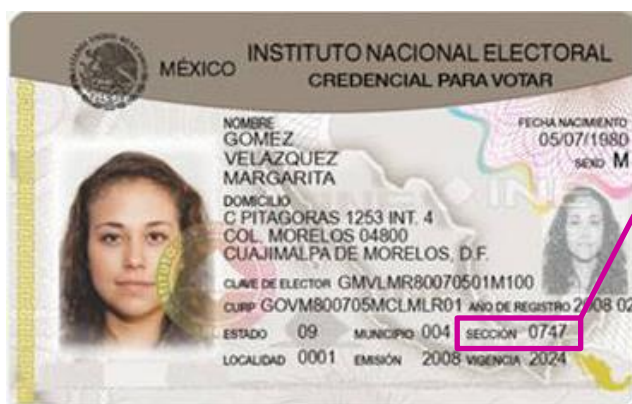 MÉXICO
INSTITUTO NACIONAL ELECTORAL
CREDENCIAL PARA VOTAR
NOMBRE
GOMEZ
VELAZQUEZ
MARGARITA
FECHA NACIMIENTO
05/07/1980
SEXO M
DOMICILIO
C PITAGORAS 1253 INT. 4
COL. MORELOS 04800
CUAJIMALPA DE MORELOS, D.F.
CLAVE DE ELECTOR GMVLMR80070501M100
CURP GOVM800705MCLMLR01 AÑO DE REGISTRO 2008 02
ESTADO 09 MUNICIPIO 004 SECCIÓN 0747
LOCALIDAD 0001 EMISIÓN 2008 VIGENCIA 2024